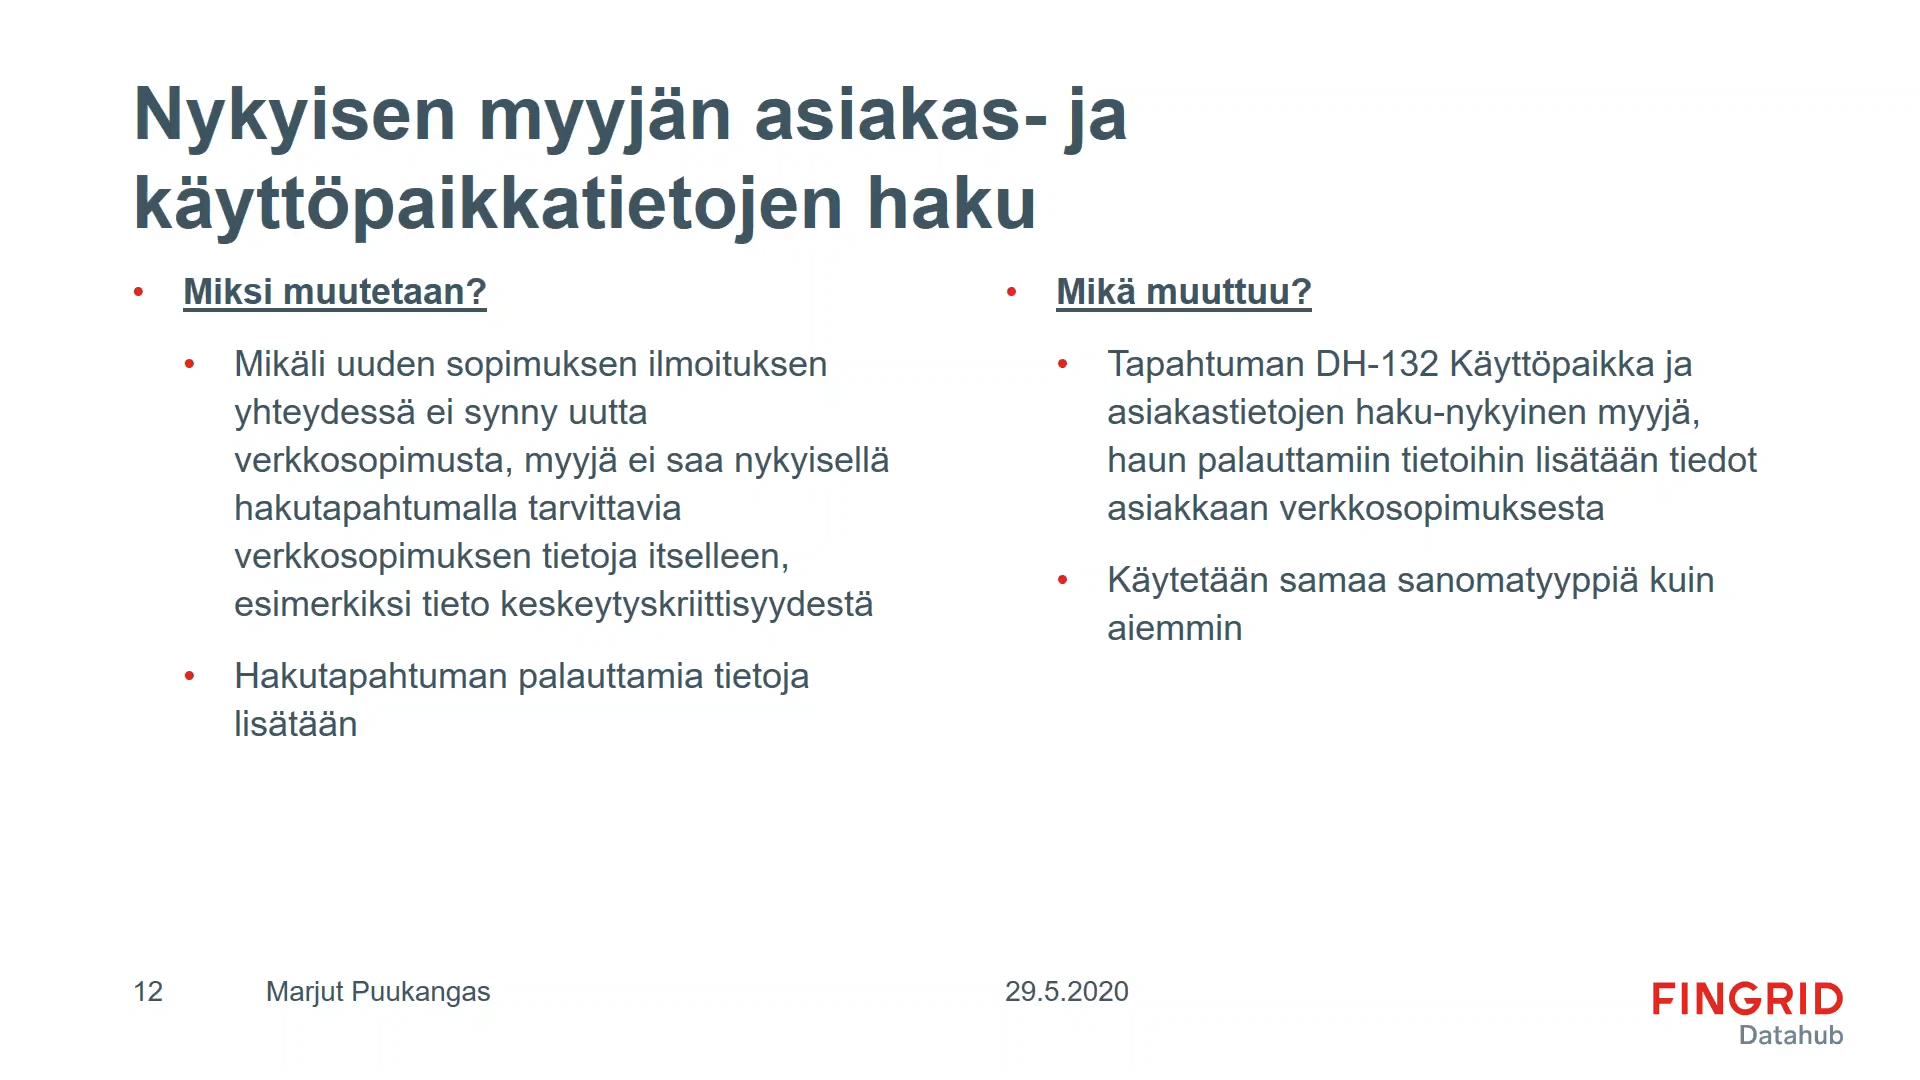 Nykyisen myyjän asiakas- ja
käyttöpaikkatietojen haku
• Miksi muutetaan?
• Mikäli uuden sopimuksen ilmoituksen
yhteydessä ei synny uutta
verkkosopimusta, myyjä ei saa nykyisellä
hakutapahtumalla tarvittavia
verkkosopimuksen tietoja itselleen,
esimerkiksi tieto keskeytyskriittisyydestä
• Hakutapahtuman palauttamia tietoja
lisätään
• Mikä muuttuu?
• Tapahtuman DH-132 Käyttöpaikka ja
asiakastietojen haku-nykyinen myyjä,
haun palauttamiin tietoihin lisätään tiedot
asiakkaan verkkosopimuksesta
• Käytetään samaa sanomatyyppiä kuin
aiemmin
12 Marjut Puukangas 29.5.2020
FINGRID
Datahub